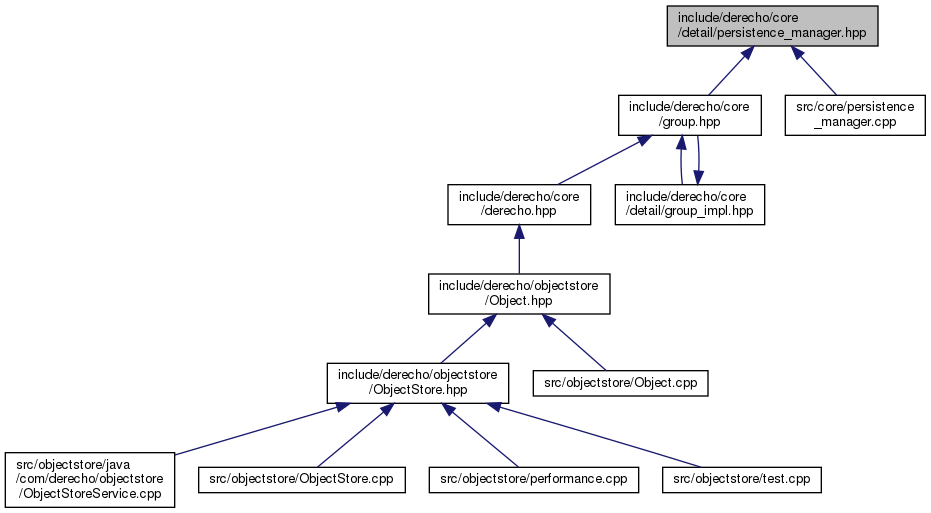 include/derecho/core
/detail/persistence_manager.hpp
include/derecho/core
/group.hpp
src/core/persistence
_manager.cpp
include/derecho/core
/derecho.hpp
include/derecho/core
/detail/group_impl.hpp
include/derecho/objectstore
/Object.hpp
include/derecho/objectstore
/ObjectStore.hpp
src/objectstore/Object.cpp
src/objectstore/java
/com/derecho/objectstore
/ObjectStoreService.cpp
src/objectstore/ObjectStore.cpp
src/objectstore/performance.cpp
src/objectstore/test.cpp